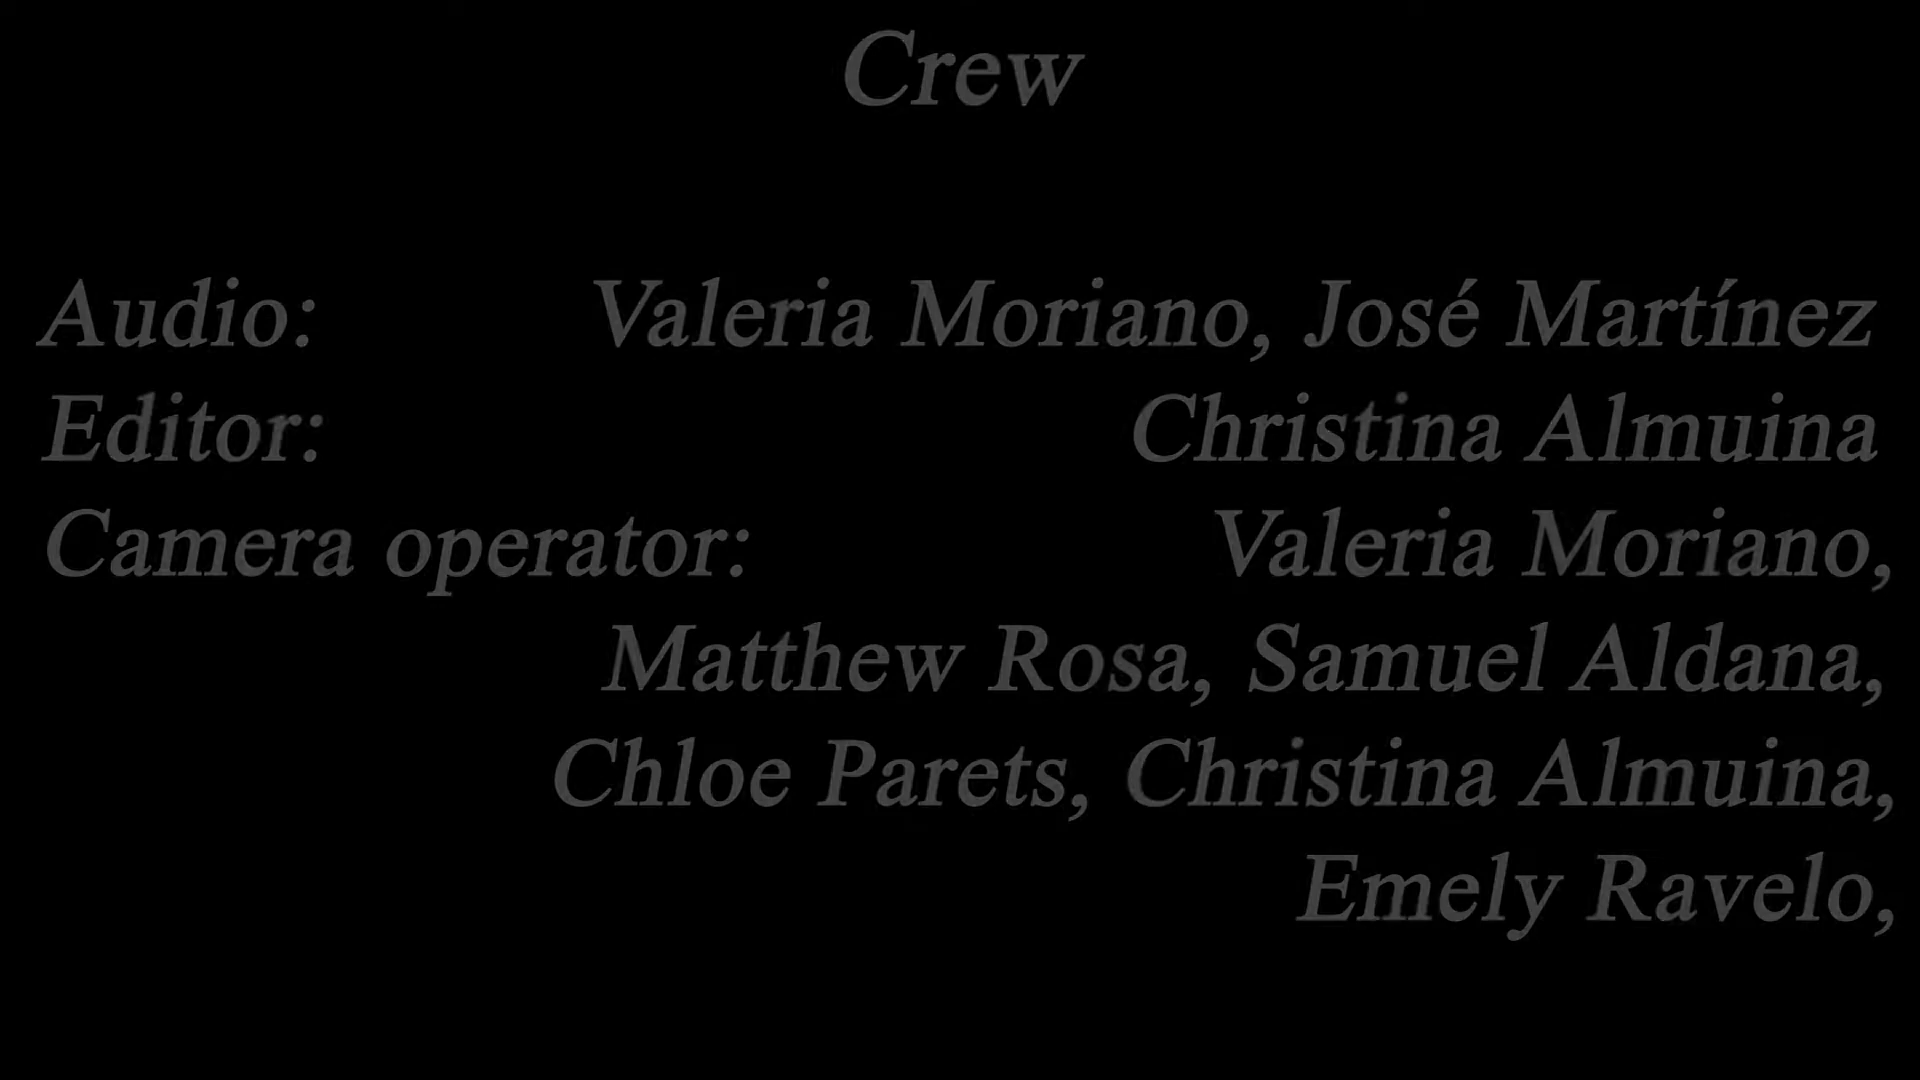 Crew
Audio: Valeria Moriano, José Martínez
Editor: Christina Almuina
Camera operator: Valeria Moriano,
Matthew Rosa, Samuel Aldana,
Chloe Parets, Christina Almuina,
Emely Ravelo,